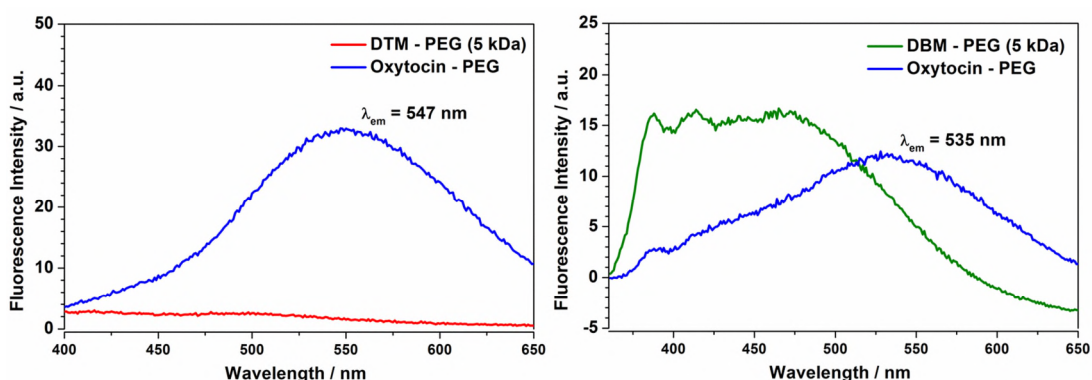 50
40
30
20
10
0
Fluorescence Intensity / a.u.
DTM - PEG (5 kDa)
Oxytocin - PEG
λem = 547 nm
400 450 500 550 600 650
Wavelength / nm
25
20
15
10
5
0
-5
Fluorescence Intensity / a.u.
DBM - PEG (5 kDa)
Oxytocin - PEG
λem = 535 nm
400 450 500 550 600 650
Wavelength / nm